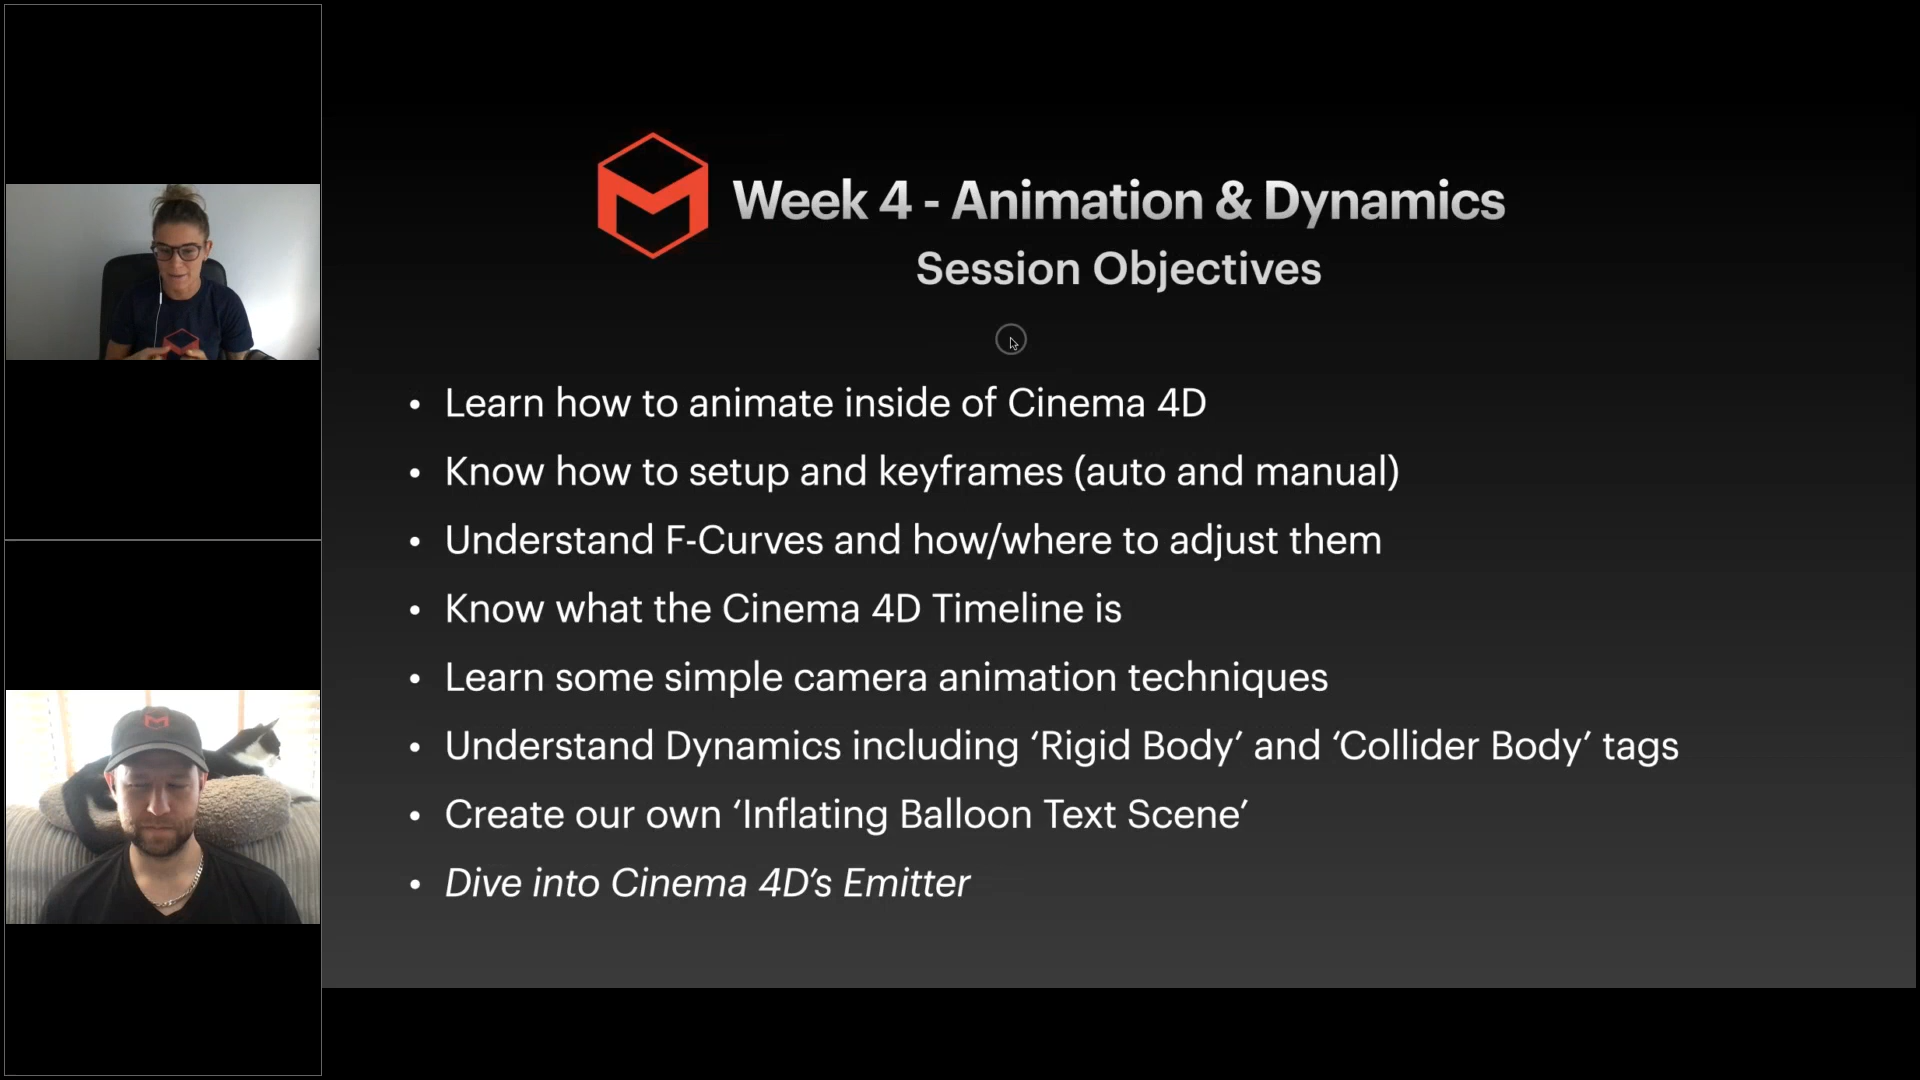 Week 4 - Animation & Dynamics
Session Objectives
• Learn how to animate inside of Cinema 4D
• Know how to setup and keyframes (auto and manual)
• Understand F-Curves and how/where to adjust them
• Know what the Cinema 4D Timeline is
• Learn some simple camera animation techniques
• Understand Dynamics including ‘Rigid Body’ and ‘Collider Body’ tags
• Create our own ‘Inflating Balloon Text Scene’
• Dive into Cinema 4D’s Emitter